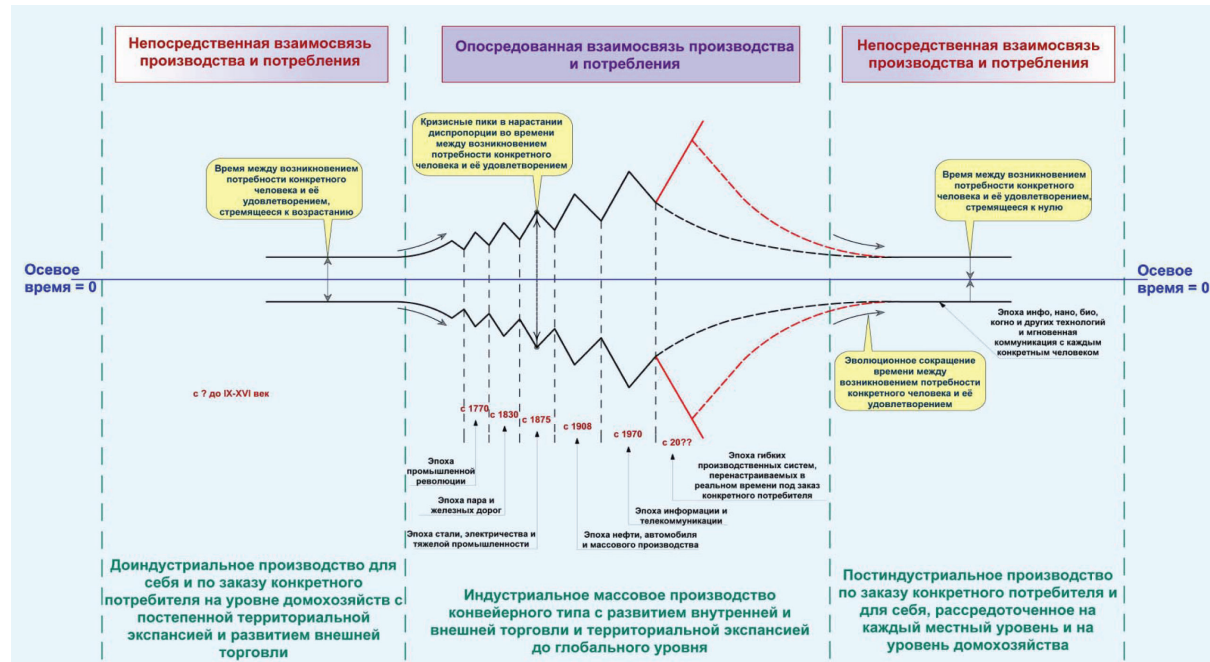 Непосредственная взаимосвязь
производства и потребления
Опосредованная взаимосвязь производства
и потребления
Непосредственная взаимосвязь
производства и потребления
Кризисные пики в нарастании
диспропорции во времени
между возникновением
потребности конкретного
человека и её удовлетворением
Время между возникновением
потребности конкретного
человека и её
удовлетворением,
стремящееся к возрастанию
Время между возникновением
потребности конкретного
человека и её удовлетворением,
стремящееся к нулю
Осевое
время = 0
Осевое
время = 0
Эпоха инфо, нано, био,
когно и других технологий
и мгновенная
коммуникация с каждым
конкретным человеком
Эволюционное сокращение
времени между
возникновением потребности
конкретного человека и её
удовлетворением
с ? до IX-XVI век
с 1770
с 1830
с 1875
с 1908
с 1970
с 20??
Эпоха
промышленной
революции
Эпоха пара и
железных дорог
Эпоха стали, электричества и
тяжелой промышленности
Эпоха нефти, автомобиля
и массового производства
Эпоха информации и
телекоммуникации
Эпоха гибких
производственных систем,
перенастраиваемых в
реальном времени под заказ
конкретного потребителя
Доиндустриальное производство для
себя и по заказу конкретного
потребителя на уровне домохозяйств с
постепенной территориальной
экспансией и развитием внешней
торговли
Индустриальное массовое производство
конвейерного типа с развитием внутренней и
внешней торговли и территориальной экспансией
до глобального уровня
Постиндустриальное производство
по заказу конкретного потребителя и
для себя, рассредоточенное на
каждый местный уровень и на
уровень домохозяйства